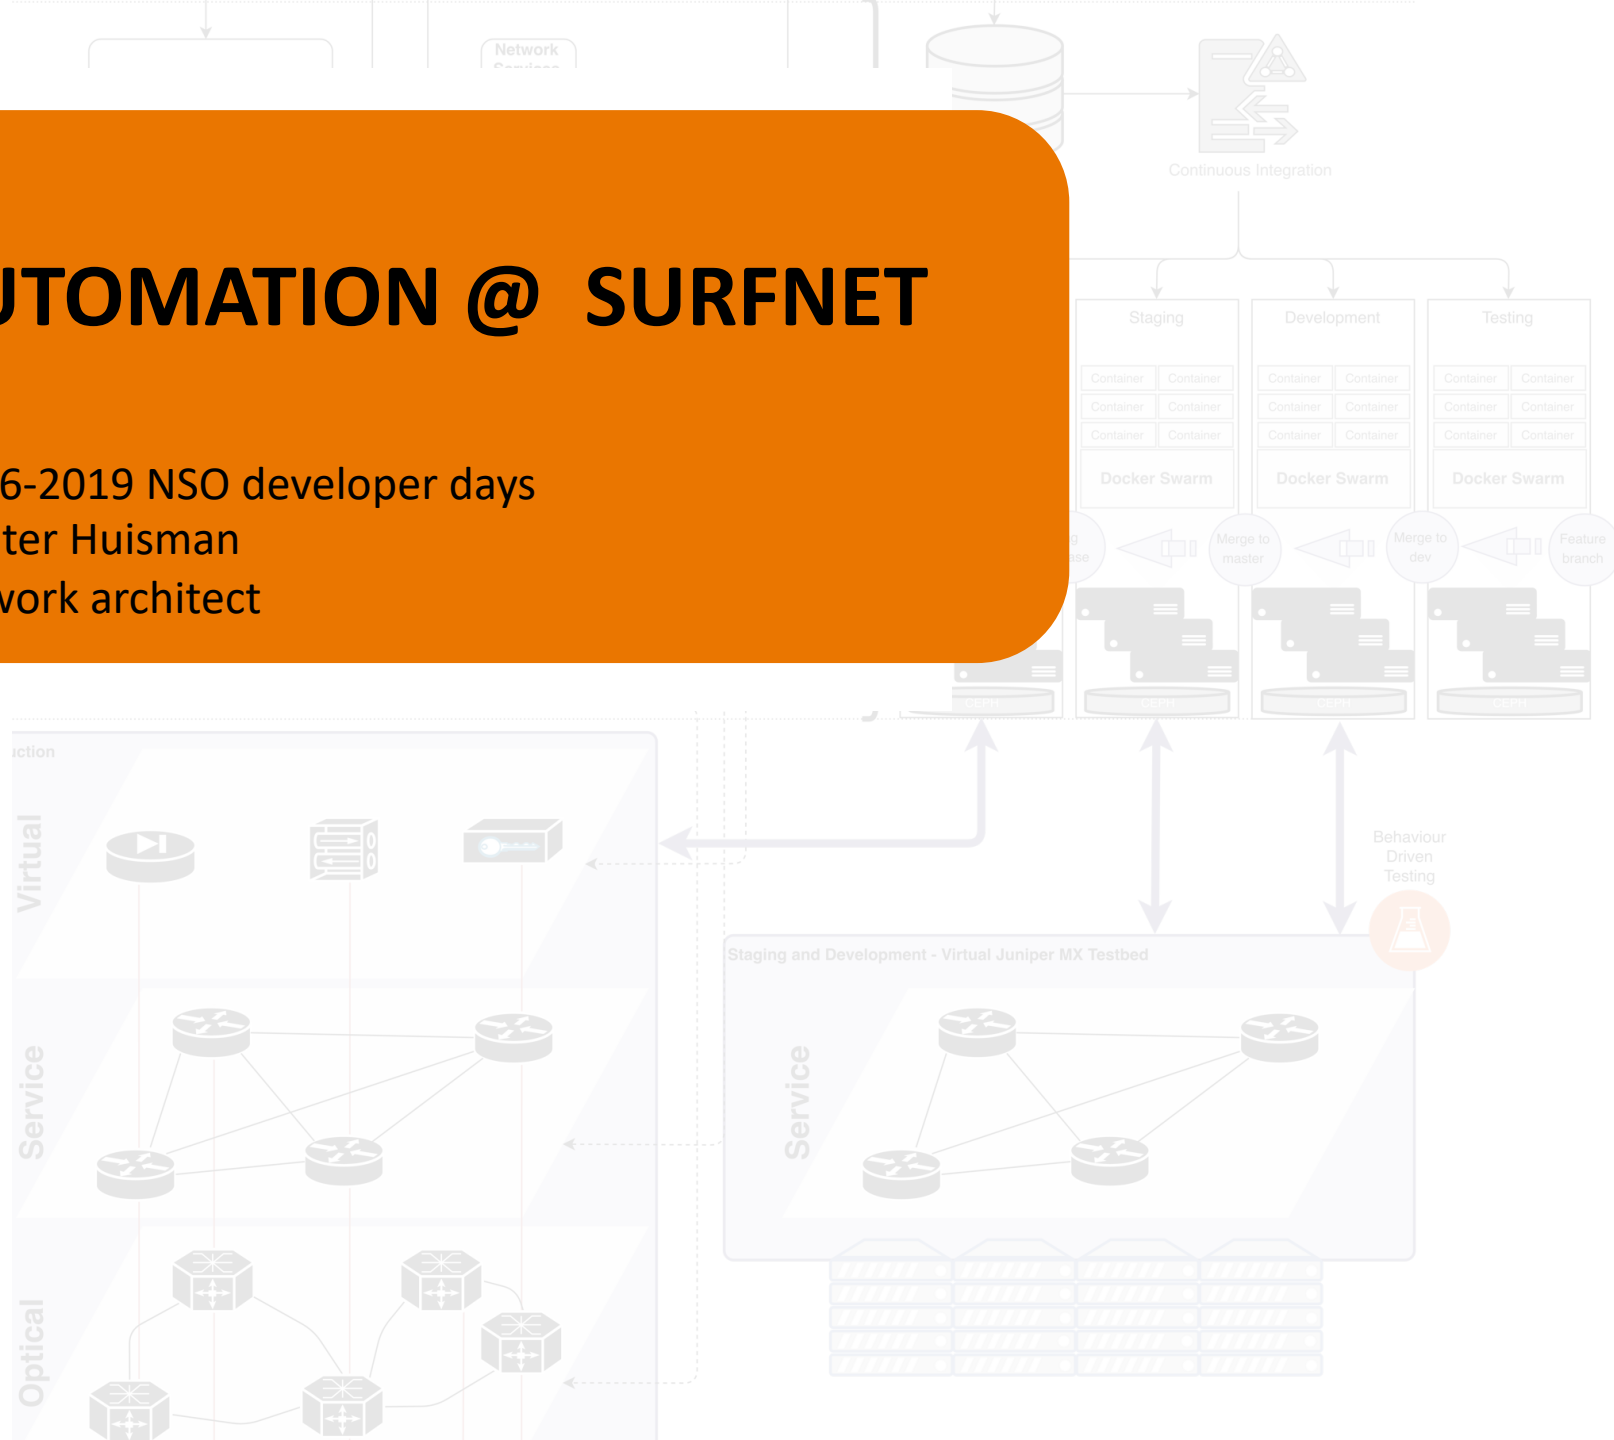 Network
Services
Continuous Integration
UTOMATION @ SURFNET
6-2019 NSO developer days
ter Huisman
work architect
Staging
Development
Testing
Container Container
Container Container
Container Container
Container Container
Container Container
Container Container
Container Container
Container Container
Container Container
Docker Swarm
Docker Swarm
Docker Swarm
g
ase
Merge to
master
Merge to
dev
Feature
branch
CEPH
CEPH
CEPH
CEPH
uction
Virtual
Service
Optical
Behaviour
Driven
Testing
Staging and Development - Virtual Juniper MX Testbed
Service